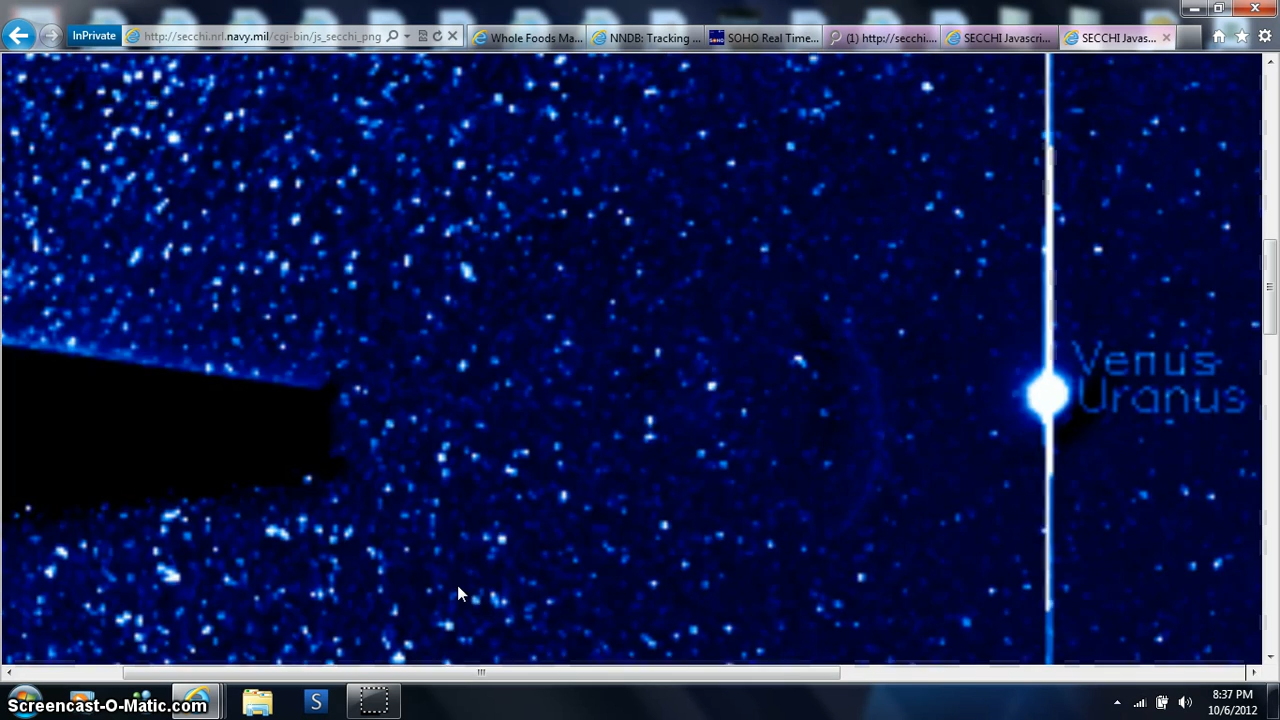 InPrivate
http://secchi.nrl.navy.mil/cgi-bin/js_secchi_png
Whole Foods Ma...
NNDB: Tracking ...
SOHO Real Time...
(1) http://secchi....
SECCHI Javascri...
SECCHI Javas...
Venus
Uranus
8:37 PM
10/6/2012
Screencast-O-Matic.com